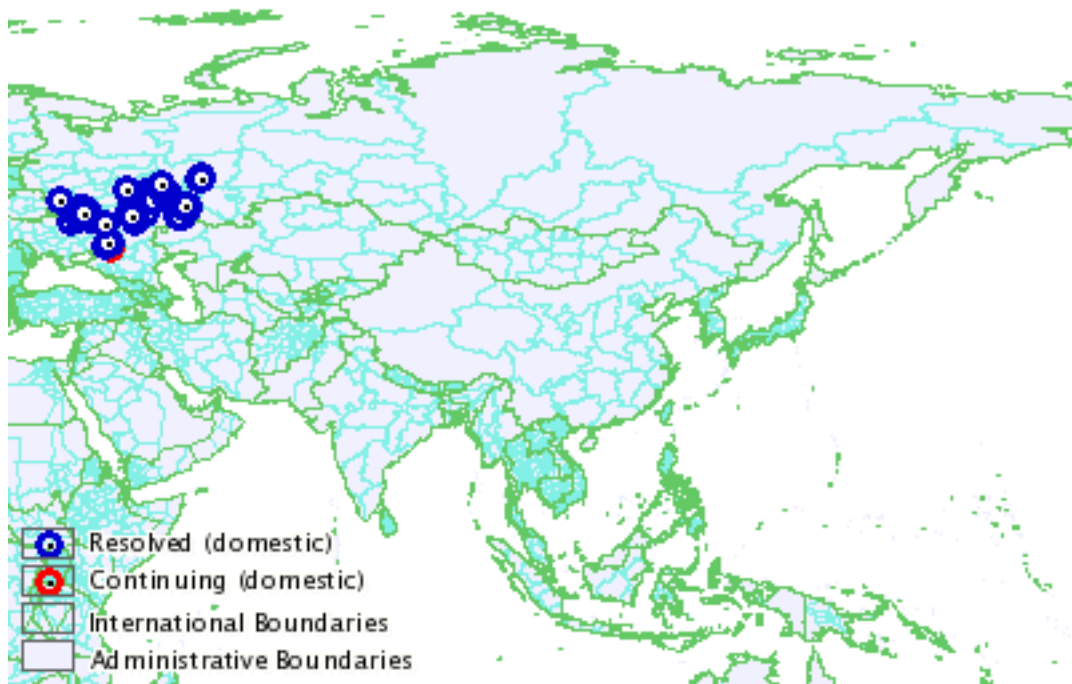 Resolved (domestic)
Continuing (domestic)
International Boundaries
Administrative Boundaries